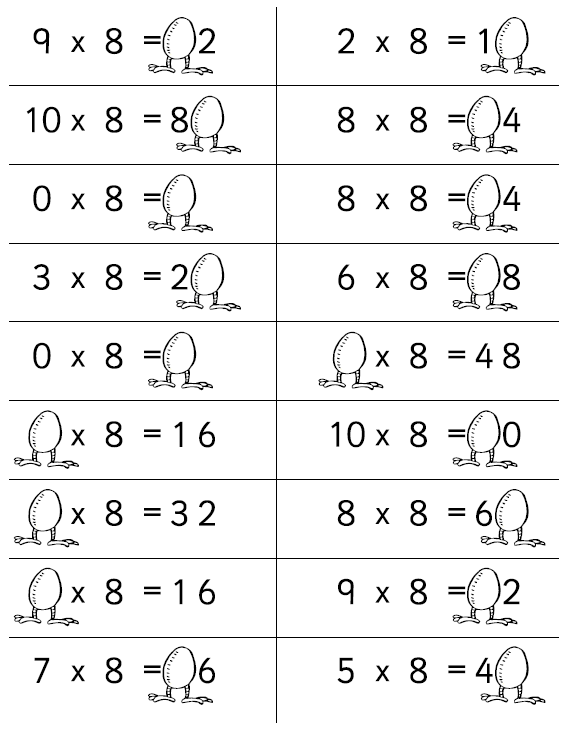 9 x 8 = 2
2 x 8 = 1
10 x 8 = 8
8 x 8 = 4
0 x 8 =
8 x 8 = 4
3 x 8 = 2
6 x 8 = 8
0 x 8 =
x 8 = 48
x 8 = 16
10 x 8 = 0
x 8 = 32
8 x 8 = 6
x 8 = 16
9 x 8 = 2
7 x 8 = 6
5 x 8 = 4